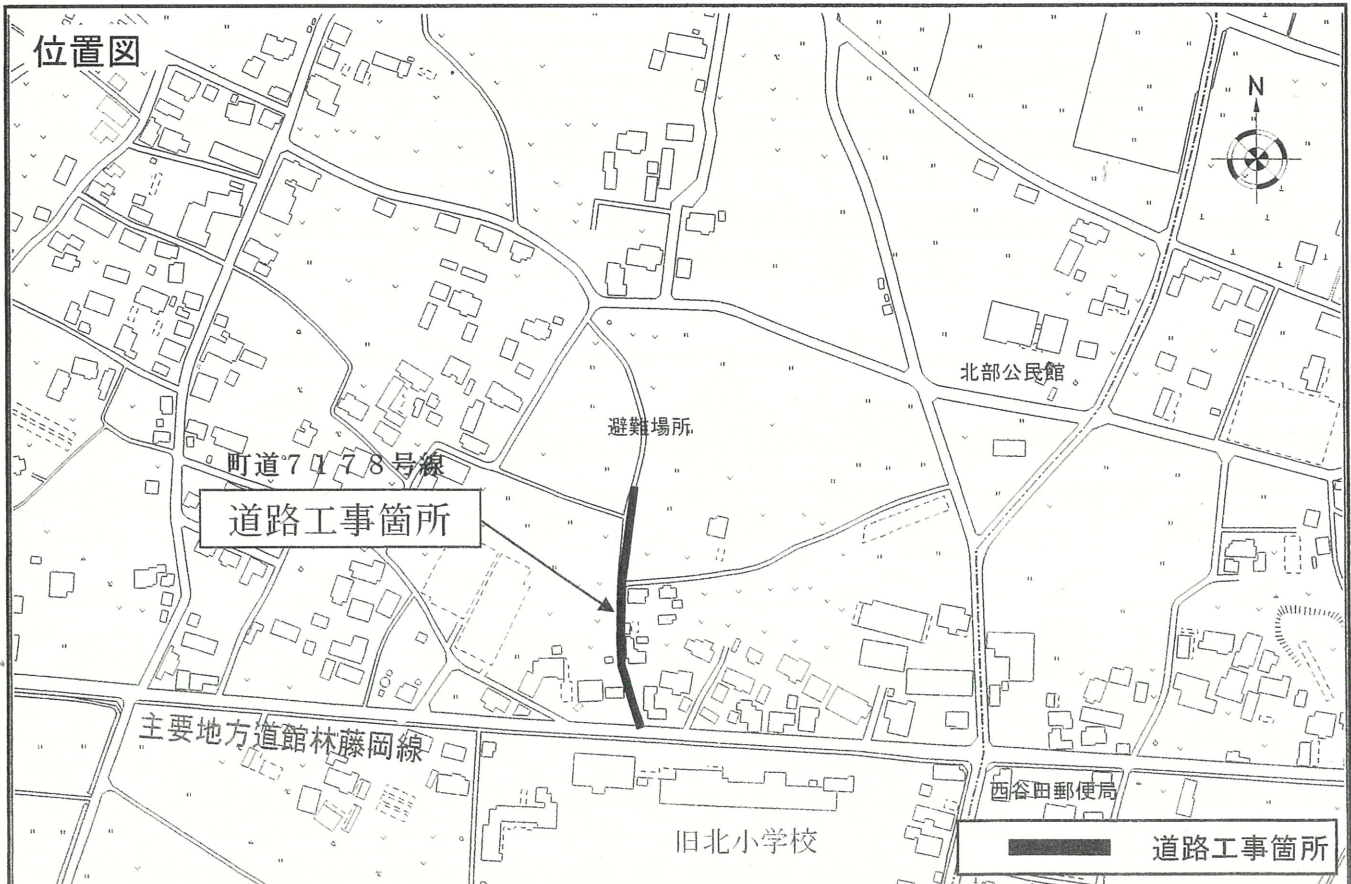 位置図
N
北部公民館
避難場所
町道7178号線
道路工事箇所
主要地方道館林藤岡線
西谷田郵便局
旧北小学校
道路工事箇所